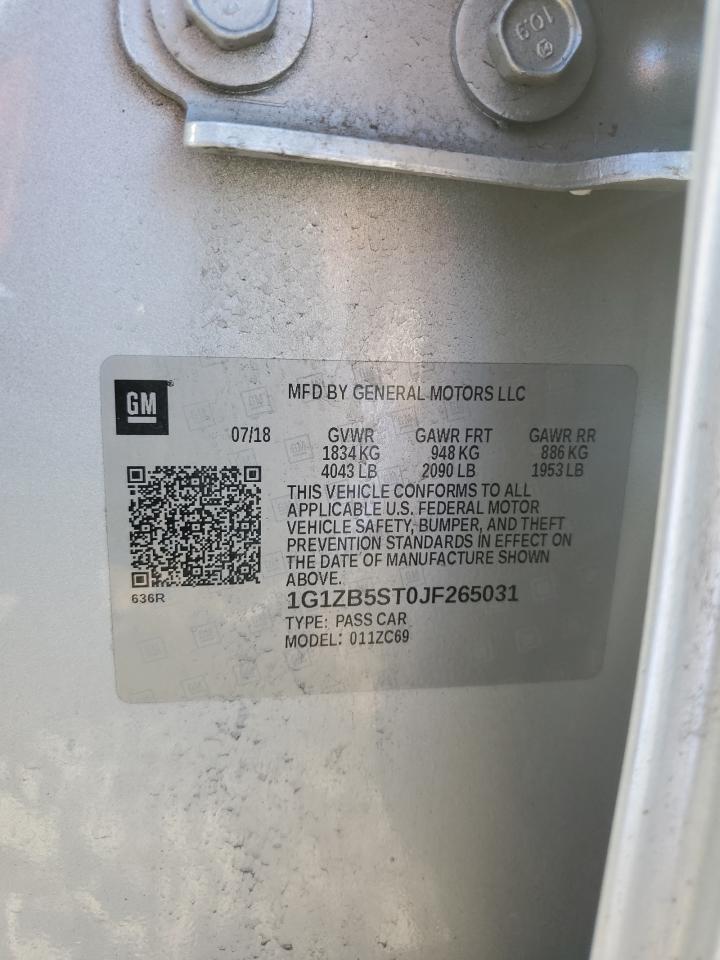 10.9
GM
MFD BY GENERAL MOTORS LLC
07/18 GVWR GAWR FRT GAWR RR
1834 KG 948 KG 886 KG
4043 LB 2090 LB 1953 LB
THIS VEHICLE CONFORMS TO ALL
APPLICABLE U.S. FEDERAL MOTOR
VEHICLE SAFETY, BUMPER, AND THEFT
PREVENTION STANDARDS IN EFFECT ON
THE DATE OF MANUFACTURE SHOWN
ABOVE.
636R
1G1ZB5ST0JF265031
TYPE: PASS CAR
MODEL: 011ZC69